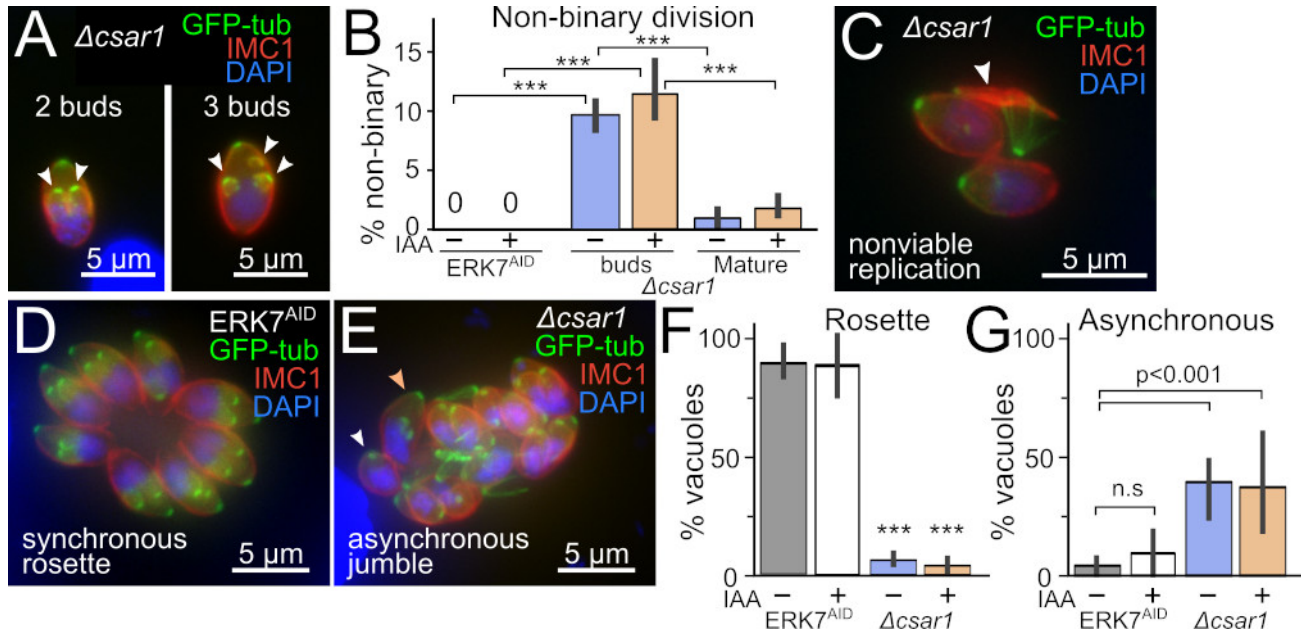 A
Δcsar1
GFP-tub
IMC1
DAPI
2 buds
3 buds
5 µm
5 µm
B
Non-binary division
% non-binary
15
10
5
0
***
***
***
***
0
0
IAA
− + − + − +
ERK7^AID
buds
Mature
Δcsar1
C
Δcsar1
GFP-tub
IMC1
DAPI
nonviable
replication
5 µm
D
ERK7^AID
GFP-tub
IMC1
DAPI
synchronous
rosette
5 µm
E
Δcsar1
GFP-tub
IMC1
DAPI
asynchronous
jumble
5 µm
F
Rosette
% vacuoles
100
50
0
***
***
IAA
− + − +
ERK7^AID
Δcsar1
G
Asynchronous
% vacuoles
100
50
0
p<0.001
n.s
IAA
− + − +
ERK7^AID
Δcsar1